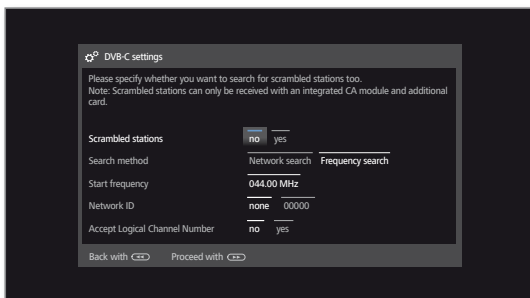 DVB-C settings
Please specify whether you want to search for scrambled stations too.
Note: Scrambled stations can only be received with an integrated CA module and additional
card.
Scrambled stations no yes
Search method Network search Frequency search
Start frequency 044.00 MHz
Network ID none 00000
Accept Logical Channel Number no yes
Back with Proceed with